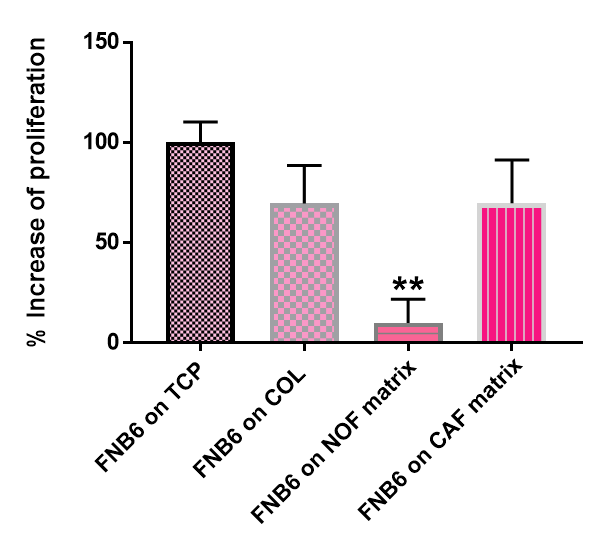 % Increase of proliferation
150
100
50
0
**
FNB6 on TCP
FNB6 on COL
FNB6 on NOF matrix
FNB6 on CAF matrix